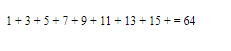 1 + 3 + 5 + 7 + 9 + 11 + 13 + 15 + = 64